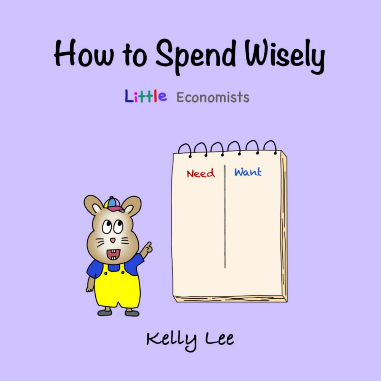 How to Spend Wisely
Little Economists
Need Want
Kelly Lee